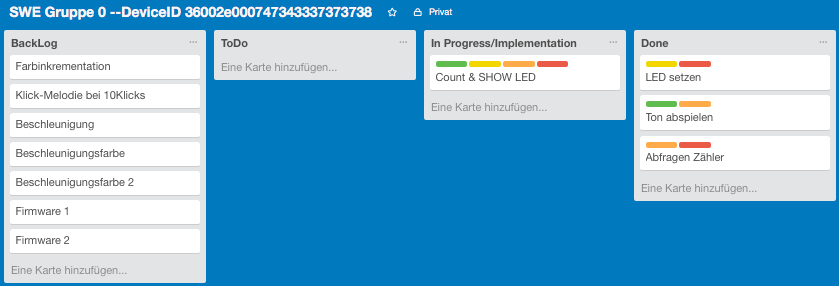 SWE Gruppe 0 --DeviceID 36002e000747343337373738
Privat
BackLog
Farbinkrementation
Klick-Melodie bei 10Klicks
Beschleunigung
Beschleunigungsfarbe
Beschleunigungsfarbe 2
Firmware 1
Firmware 2
Eine Karte hinzufügen...
ToDo
Eine Karte hinzufügen...
In Progress/Implementation
Count & SHOW LED
Eine Karte hinzufügen...
Done
LED setzen
Ton abspielen
Abfragen Zähler
Eine Karte hinzufügen...